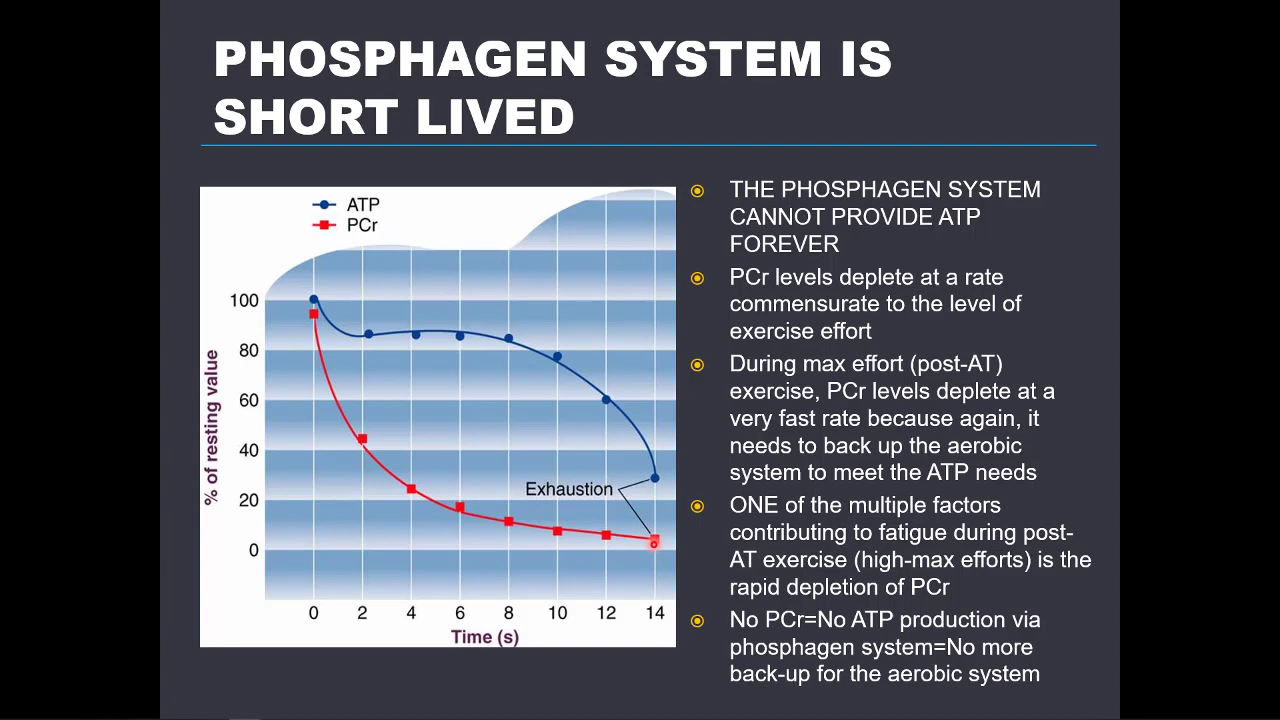 PHOSPHAGEN SYSTEM IS
SHORT LIVED
ATP
PCr
100
80
60
40
20
0
% of resting value
Exhaustion
0 2 4 6 8 10 12 14
Time (s)
THE PHOSPHAGEN SYSTEM
CANNOT PROVIDE ATP
FOREVER
PCr levels deplete at a rate
commensurate to the level of
exercise effort
During max effort (post-AT)
exercise, PCr levels deplete at a
very fast rate because again, it
needs to back up the aerobic
system to meet the ATP needs
ONE of the multiple factors
contributing to fatigue during post-
AT exercise (high-max efforts) is the
rapid depletion of PCr
No PCr=No ATP production via
phosphagen system=No more
back-up for the aerobic system